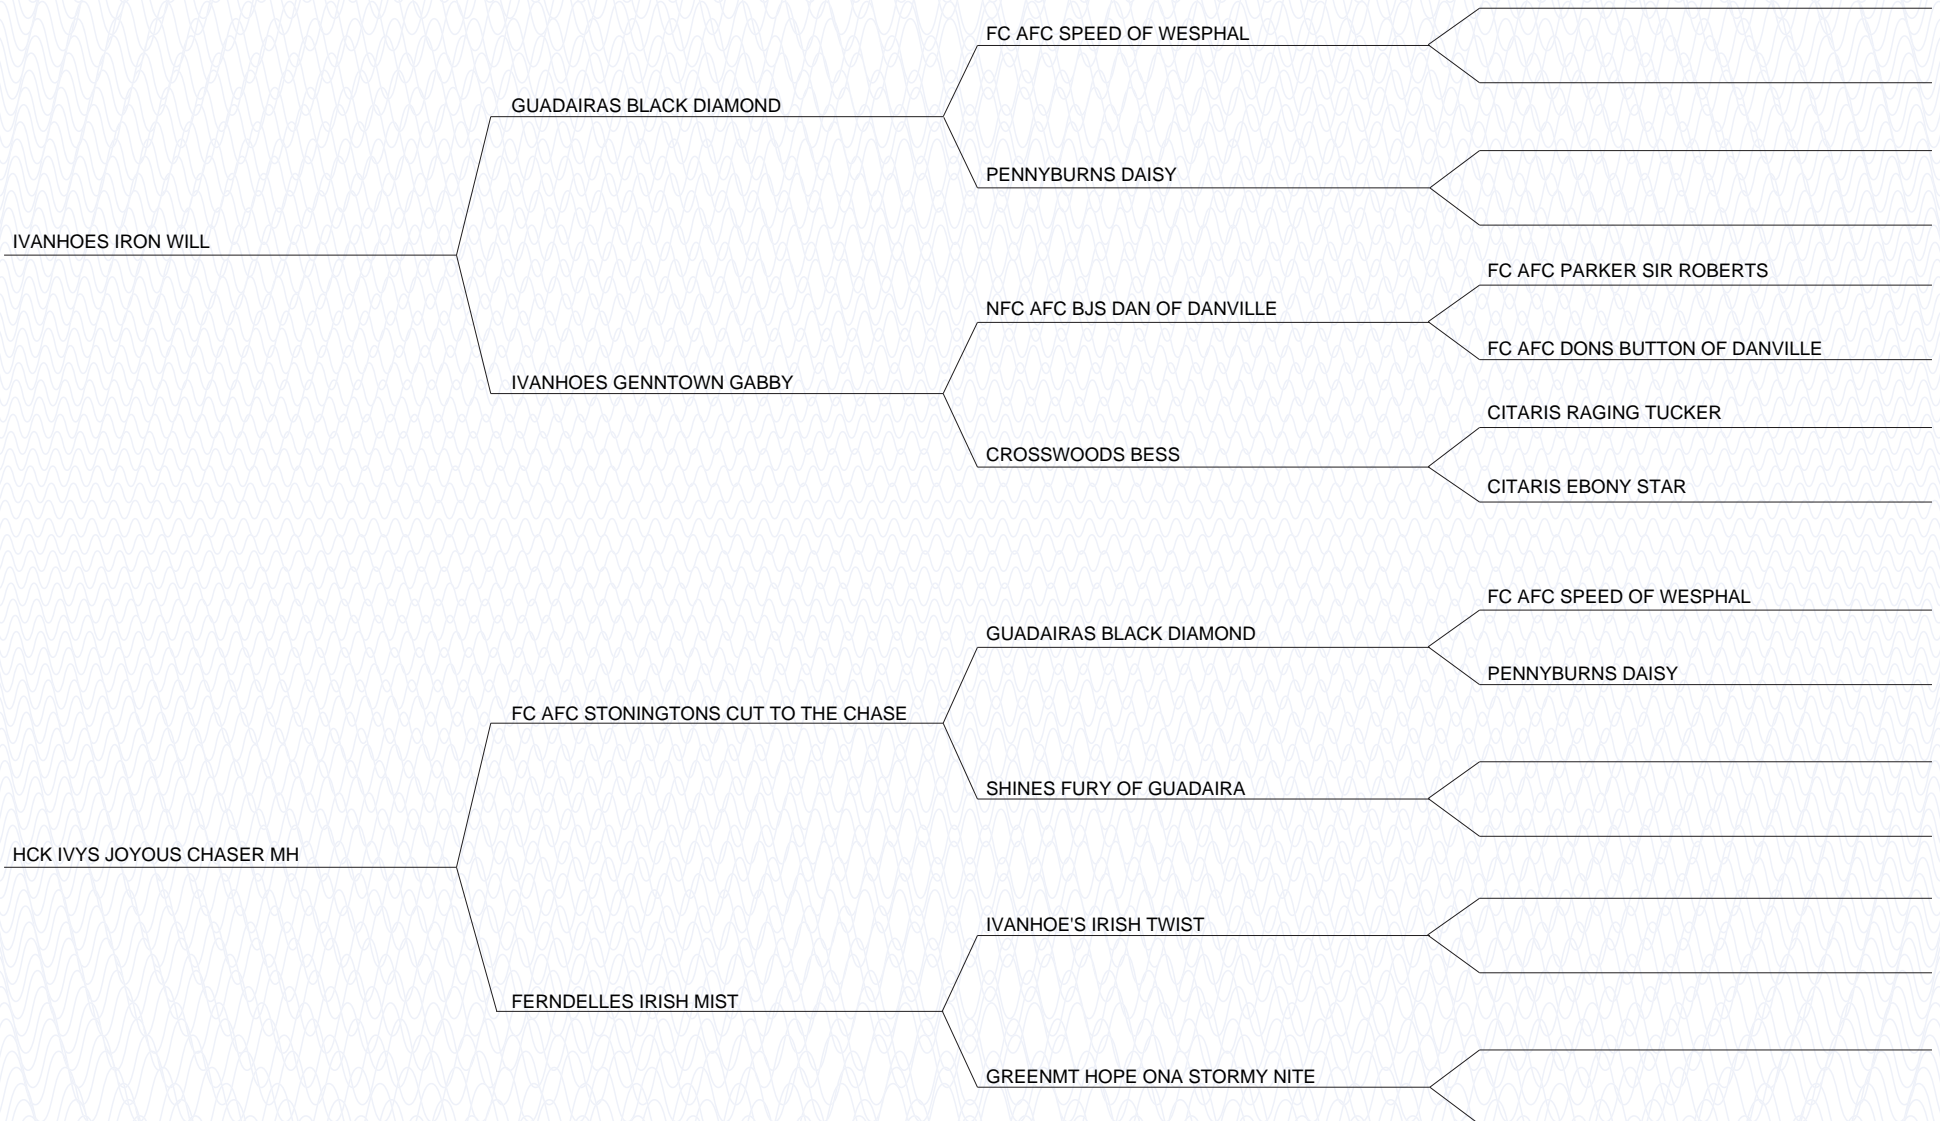 FC AFC SPEED OF WESPHAL
GUADAIRAS BLACK DIAMOND
PENNYBURNS DAISY
IVANHOES IRON WILL
FC AFC PARKER SIR ROBERTS
NFC AFC BJS DAN OF DANVILLE
FC AFC DONS BUTTON OF DANVILLE
IVANHOES GENNTOWN GABBY
CITARIS RAGING TUCKER
CROSSWOODS BESS
CITARIS EBONY STAR
FC AFC SPEED OF WESPHAL
GUADAIRAS BLACK DIAMOND
PENNYBURNS DAISY
FC AFC STONINGTONS CUT TO THE CHASE
SHINES FURY OF GUADAIRA
HCK IVYS JOYOUS CHASER MH
IVANHOE'S IRISH TWIST
FERNDELLES IRISH MIST
GREENMT HOPE ONA STORMY NITE